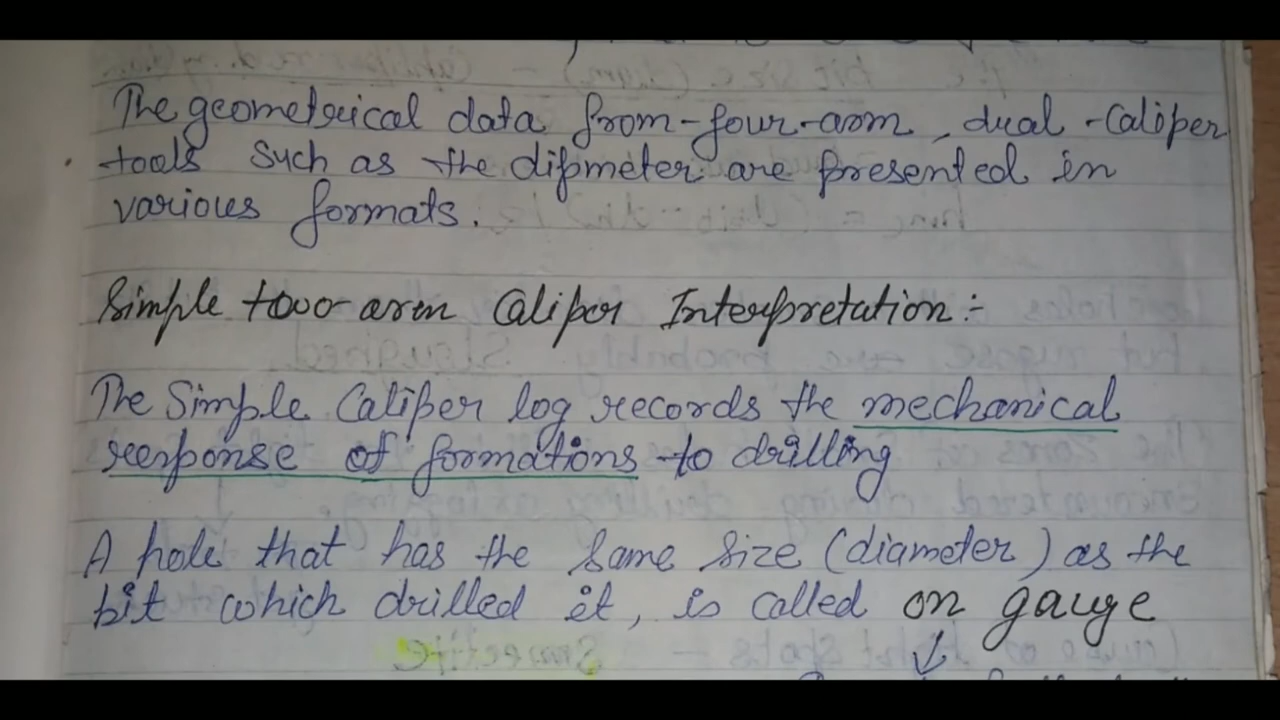 The geometrical data from-four-arm, dual-Caliper
tools Such as the dipmeter are presented in
various formats.
Simple two arm Caliper Interpretation :-
The Simple Caliper log records the mechanical
response of formations to drilling
A hole that has the same size (diameter) as the
bit which drilled it, is called on gauge